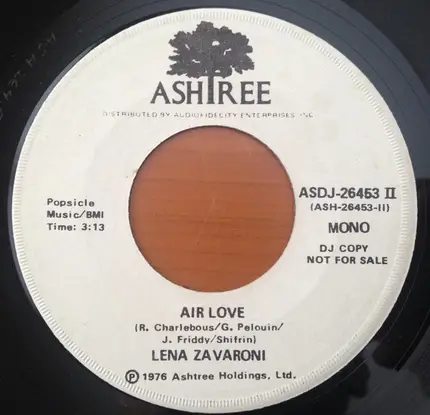 ASHTREE
DISTRIBUTED BY AUDIOFIDELITY ENTERPRISES, INC
Popsicle
Music/BMI
Time: 3:13
ASDJ-26453 II
(ASH-26453-II)
MONO
DJ COPY
NOT FOR SALE
AIR LOVE
(R. Charlebous/G. Pelouin/
J. Friddy/Shifrin)
LENA ZAVARONI
Ⓟ 1976 Ashtree Holdings, Ltd.